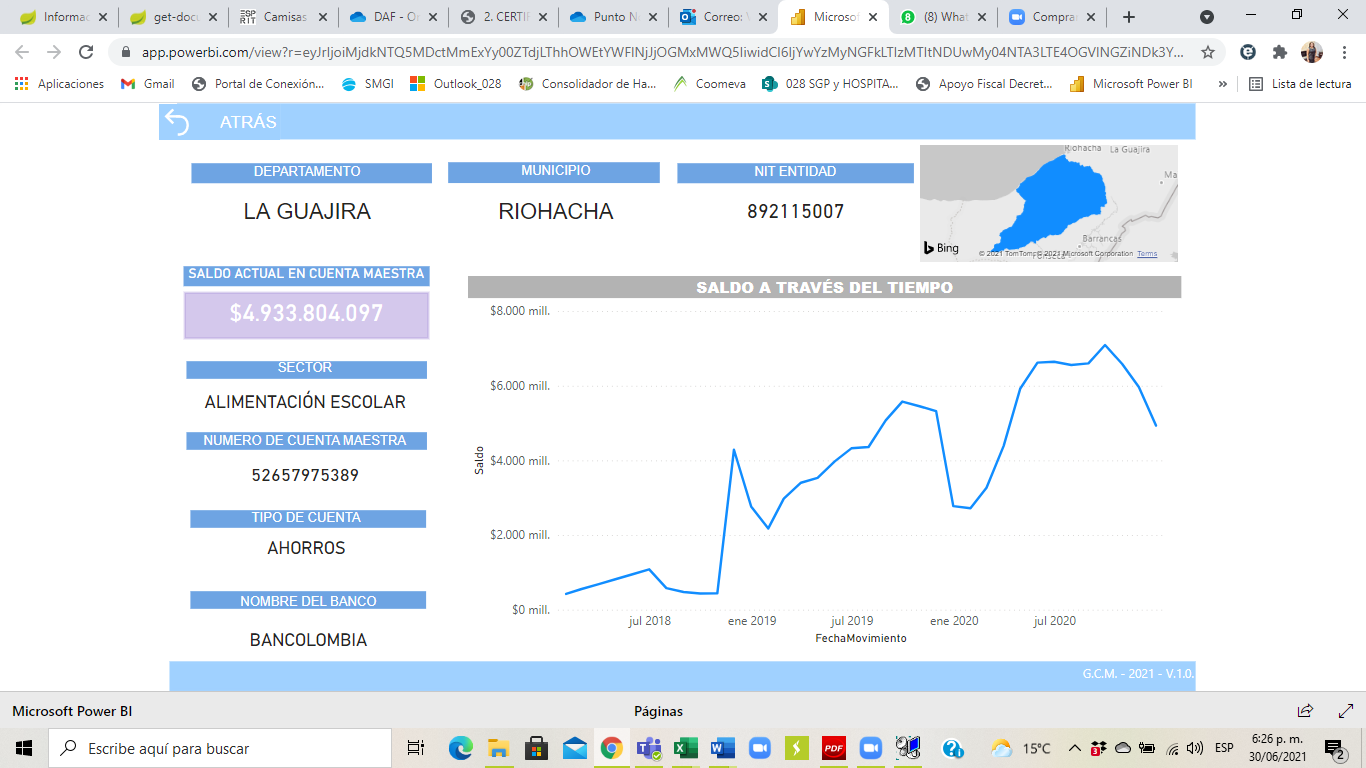 Informac
get-docu
ESP RIT
Camisas
DAF - On
2. CERTIF
Punto N
Correo: V
Microsof
(8) What
Compra
app.powerbi.com/view?r=
Aplicaciones
Gmail
Portal de Conexión...
SMGI
Outlook_028
Consolidador de Ha...
Coomeva
028 SGP y HOSPITA...
Apoyo Fiscal Decret...
Microsoft Power BI
»
Lista de lectura
ATRÁS
DEPARTAMENTO
MUNICIPIO
NIT ENTIDAD
LA GUAJIRA
RIOHACHA
892115007
Riohacha
La Guajira
Ma
Barrancas
Bing
© 2021 TomTom, © 2021 Microsoft Corporation Terms
SALDO ACTUAL EN CUENTA MAESTRA
$4.933.804.097
SECTOR
ALIMENTACIÓN ESCOLAR
NUMERO DE CUENTA MAESTRA
52657975389
TIPO DE CUENTA
AHORROS
NOMBRE DEL BANCO
BANCOLOMBIA
SALDO A TRAVÉS DEL TIEMPO
$8.000 mill.
$6.000 mill.
$4.000 mill.
$2.000 mill.
$0 mill.
Saldo
jul 2018
ene 2019
jul 2019
ene 2020
jul 2020
FechaMovimiento
G.C.M. - 2021 - V.1.0.
Microsoft Power BI
Páginas
Escribe aquí para buscar
PDF
15°C
ESP
6:26 p. m.
30/06/2021
2